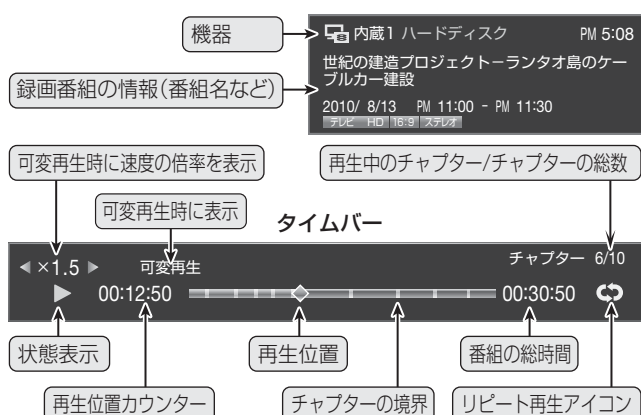 機器
内蔵1 ハードディスク PM 5:08
世紀の建造プロジェクトーランタオ島のケー
ブルカー建設
録画番組の情報(番組名など)
2010/ 8/13 PM 11:00 - PM 11:30
テレビ HD 16:9 ステレオ
可変再生時に速度の倍率を表示
再生中のチャプター/チャプターの総数
可変再生時に表示
タイムバー
×1.5 可変再生 チャプター 6/10
00:12:50 00:30:50
状態表示
再生位置
番組の総時間
再生位置カウンター
チャプターの境界
リピート再生アイコン